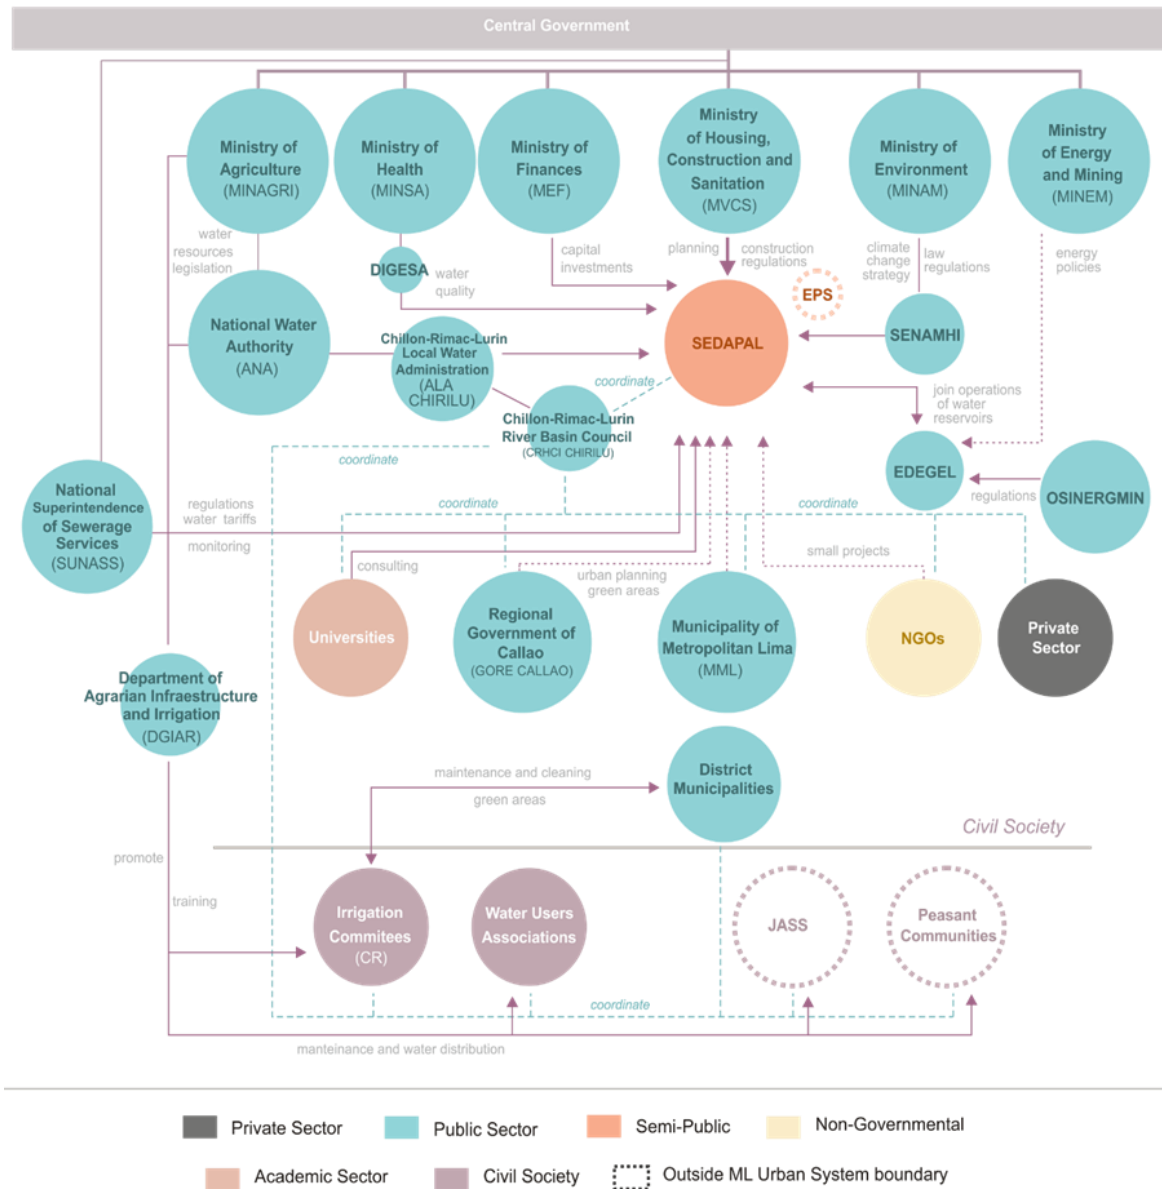 Central Government
Ministry of
Agriculture
(MINAGRI)
Ministry of
Health
(MINSA)
Ministry of
Finances
(MEF)
Ministry
of Housing,
Construction and
Sanitation
(MVCS)
Ministry of
Environment
(MINAM)
Ministry
of Energy
and Mining
(MINEM)
water
resources
legislation
DIGESA
water
quality
capital
investments
planning
construction
regulations
climate
change
strategy
law
regulations
energy
policies
EPS
National Water
Authority
(ANA)
Chillon-Rimac-Lurin
Local Water
Administration
(ALA
CHIRILU)
SEDAPAL
SENAMHI
coordinate
join operations
of water
reservoirs
Chillon-Rimac-Lurin
River Basin Council
(CRHCI CHIRILU)
coordinate
EDEGEL
regulations
OSINERGMIN
National
Superintendence
of Sewerage
Services
(SUNASS)
regulations
water tariffs
monitoring
coordinate
coordinate
consulting
urban planning
green areas
small projects
Universities
Regional
Government of
Callao
(GORE CALLAO)
Municipality of
Metropolitan Lima
(MML)
NGOs
Private
Sector
Department of
Agrarian Infraestructure
and Irrigation
(DGIAR)
maintenance and cleaning
green areas
District
Municipalities
Civil Society
promote
training
Irrigation
Commitees
(CR)
Water Users
Associations
JASS
Peasant
Communities
coordinate
manteinance and water distribution
Private Sector
Public Sector
Semi-Public
Non-Governmental
Academic Sector
Civil Society
Outside ML Urban System boundary